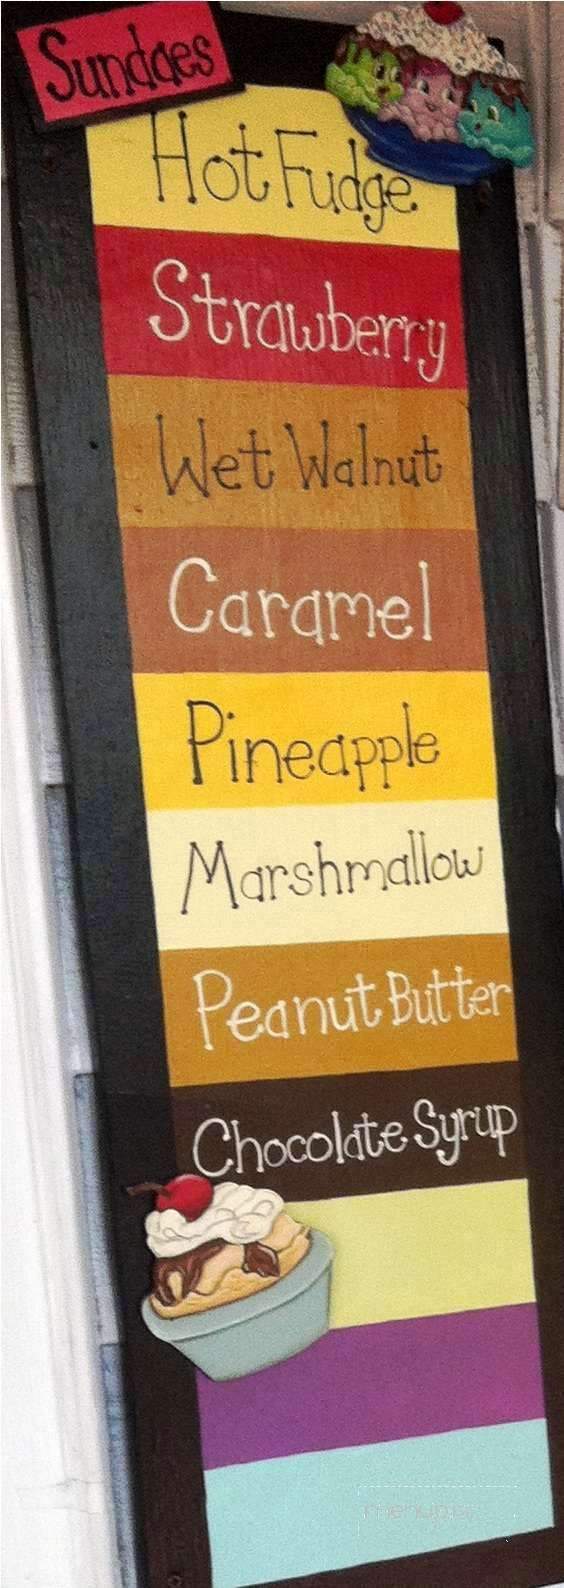 Sundaes
Hot Fudge
Strawberry
Wet Walnut
Caramel
Pineapple
Marshmallow
Peanut Butter
Chocolate Syrup